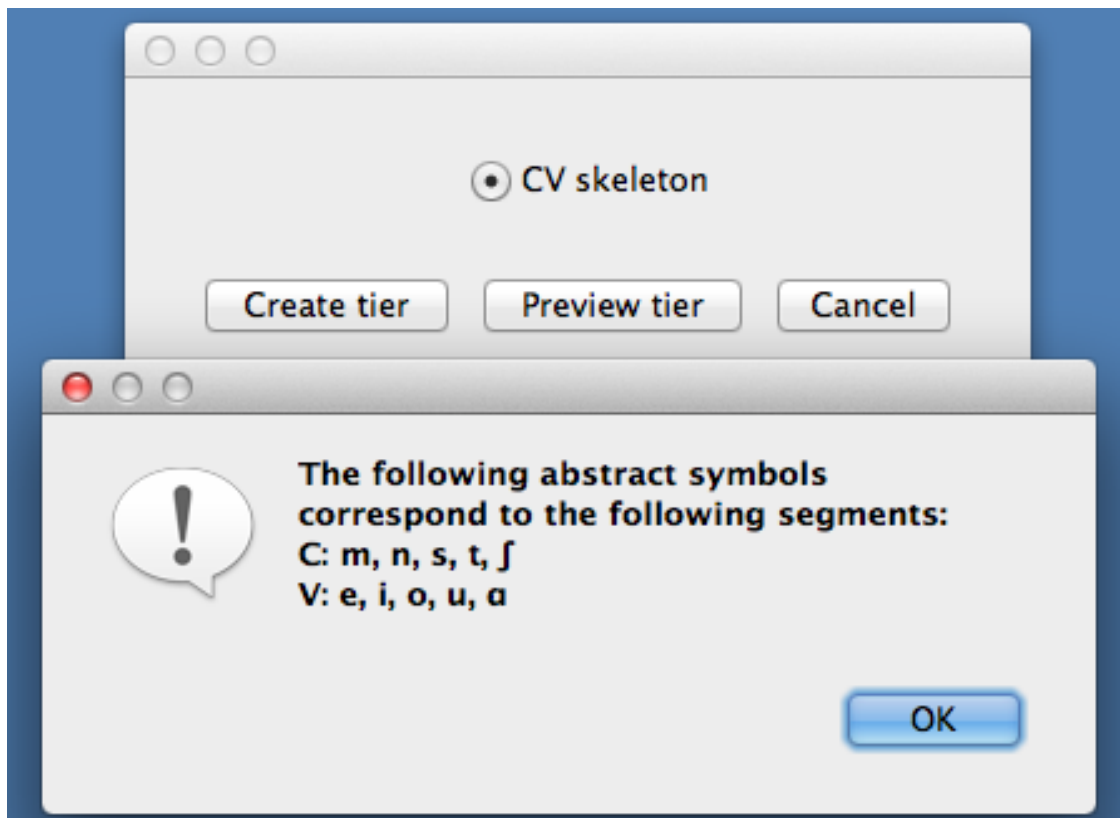 CV skeleton
Create tier Preview tier Cancel
The following abstract symbols
correspond to the following segments:
C: m, n, s, t, ʃ
V: e, i, o, u, ɑ
OK